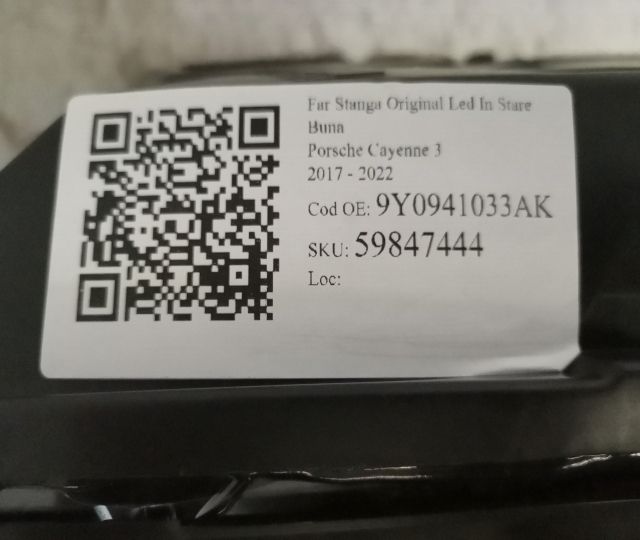 Far Stanga Original Led In Stare
Buna
Porsche Cayenne 3
2017 - 2022
Cod OE: 9Y0941033AK
SKU: 59847444
Loc: